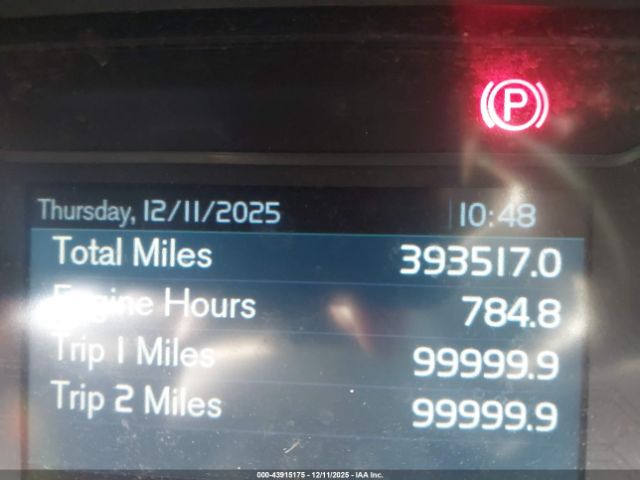 P
Thursday, 12/11/2025 10:48
Total Miles 393517.0
Engine Hours 784.8
Trip 1 Miles 99999.9
Trip 2 Miles 99999.9
000-43915175 - 12/11/2025 - IAA Inc.